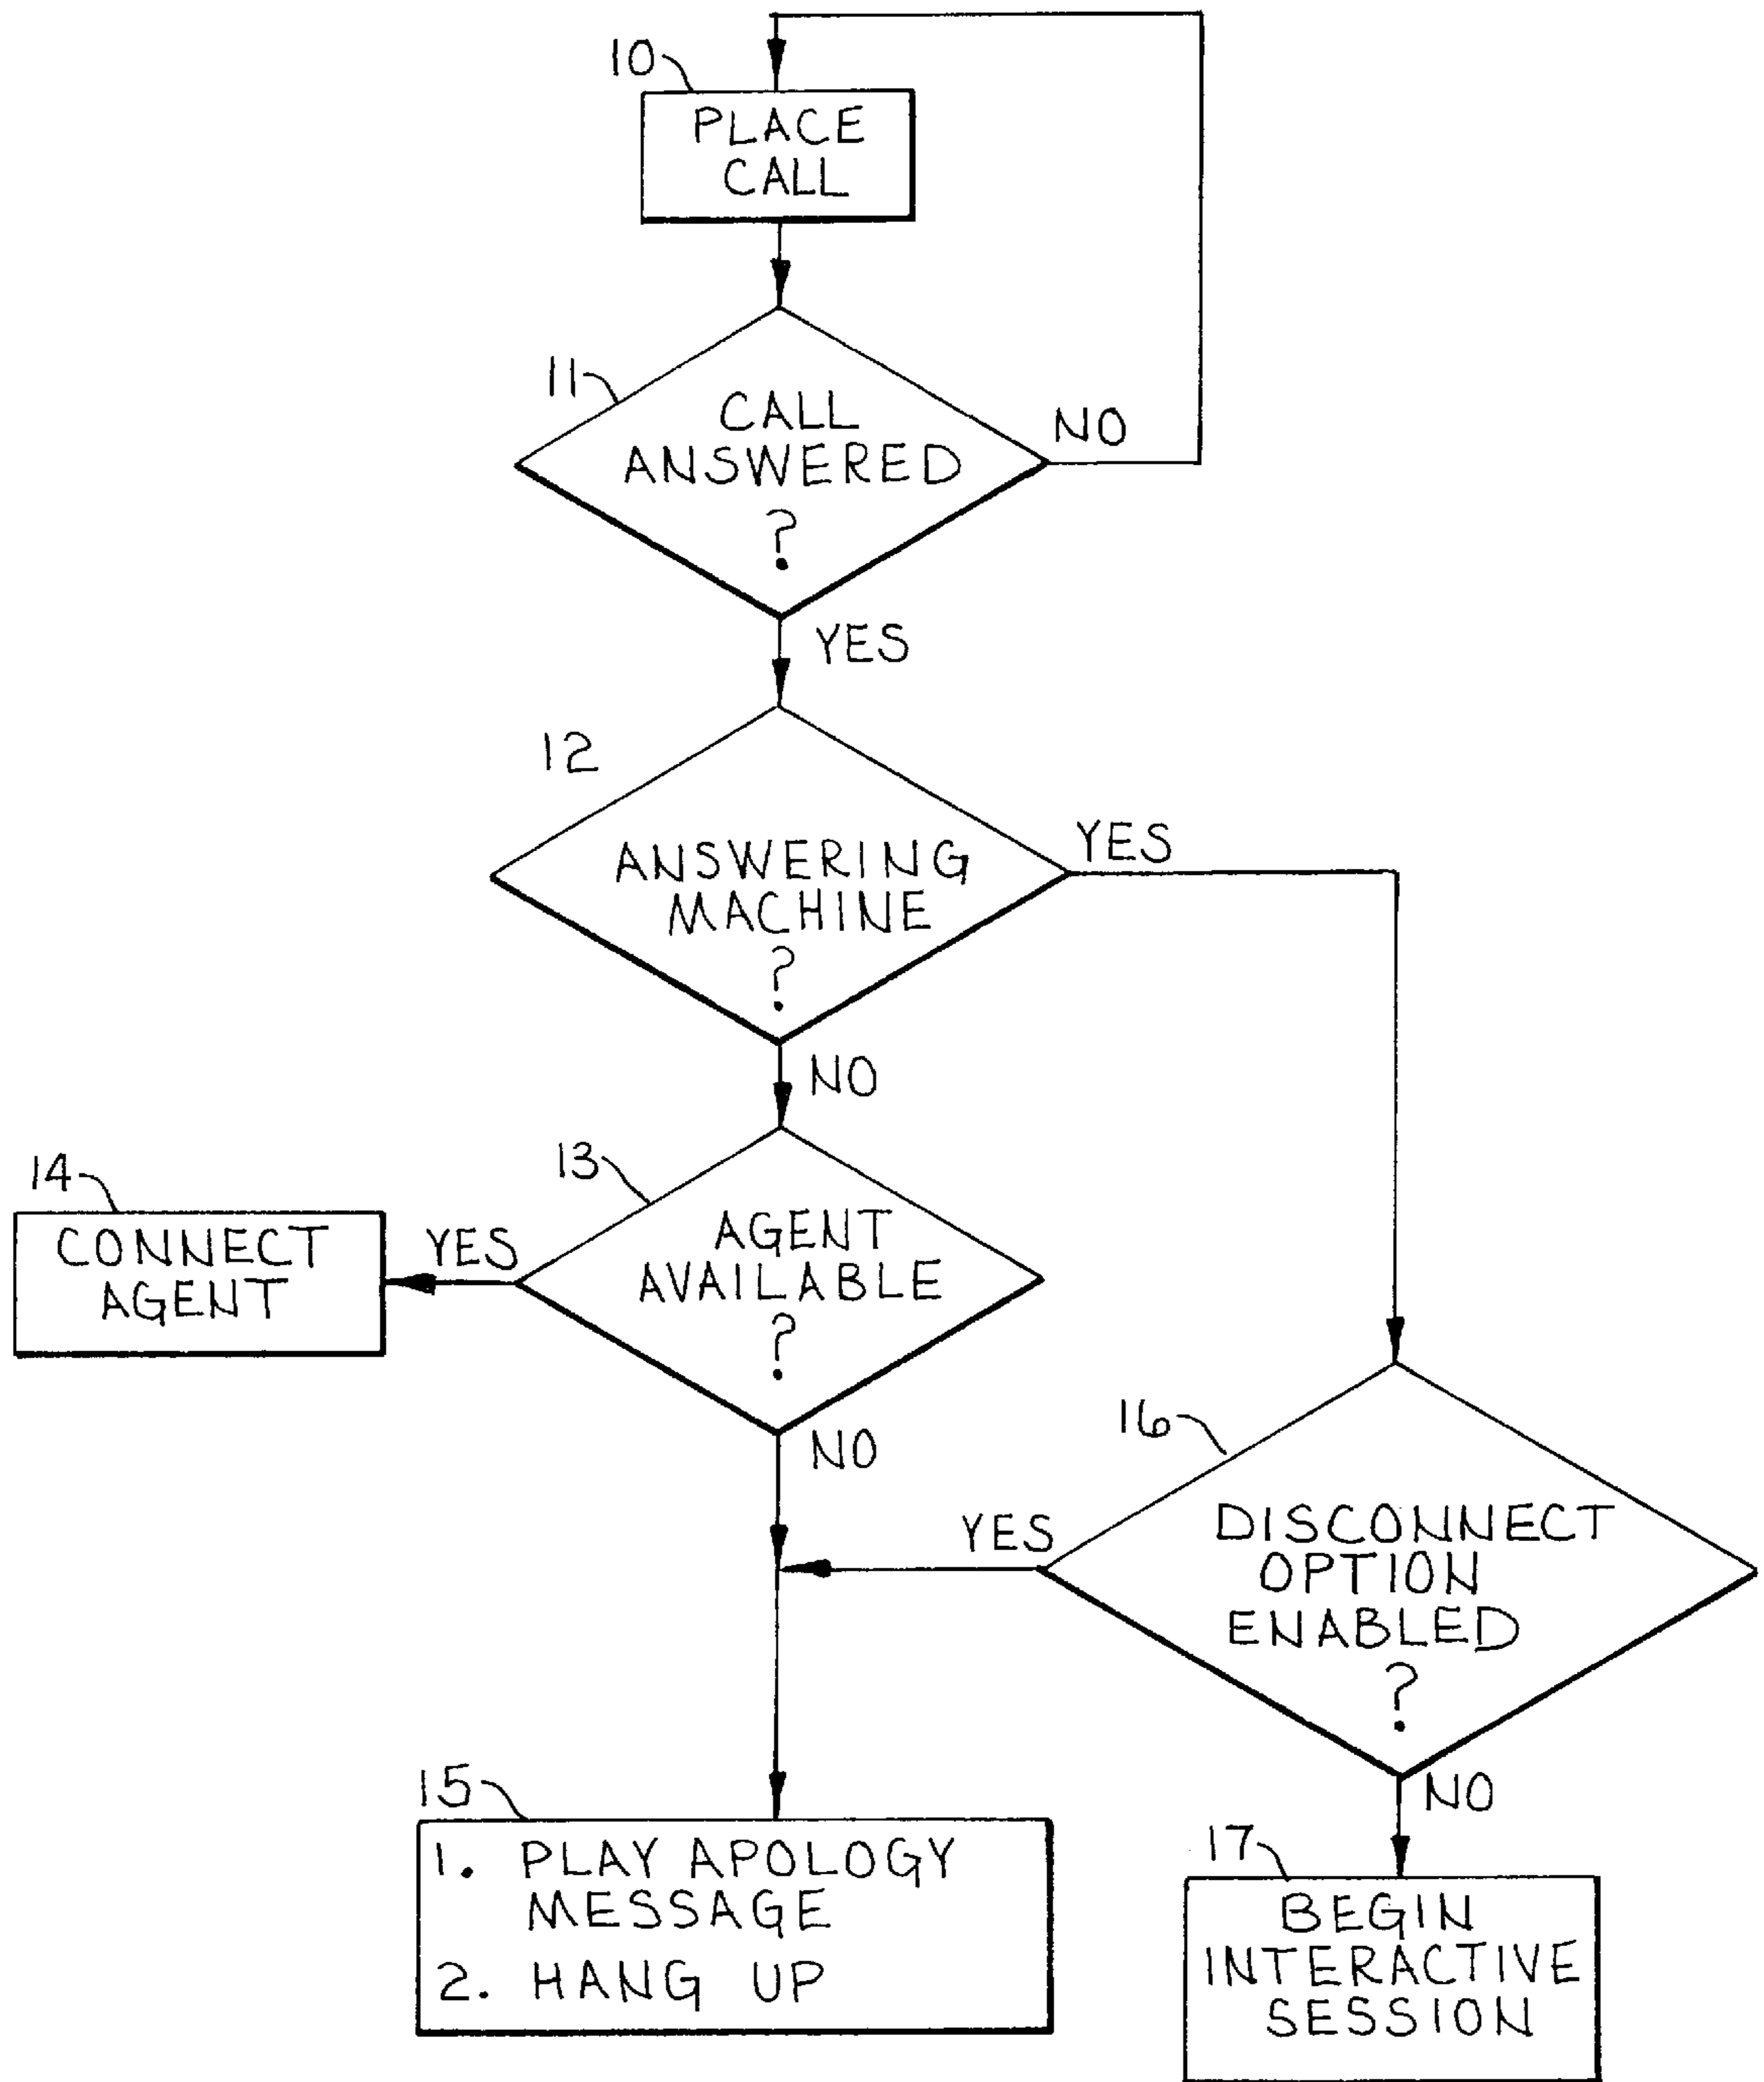 10
PLACE
CALL
11
CALL
ANSWERED
?
NO
YES
12
ANSWERING
MACHINE
?
YES
NO
13
AGENT
AVAILABLE
?
YES
14
CONNECT
AGENT
NO
16
DISCONNECT
OPTION
ENABLED
?
YES
NO
15
1. PLAY APOLOGY
MESSAGE
2. HANG UP
17
BEGIN
INTERACTIVE
SESSION